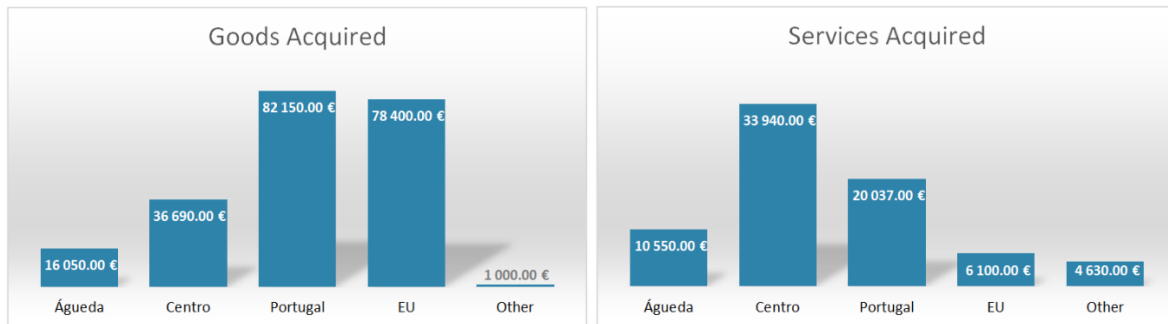 Goods Acquired
82 150.00 €
78 400.00 €
36 690.00 €
16 050.00 €
1 000.00 €
Águeda Centro Portugal EU Other
Services Acquired
33 940.00 €
20 037.00 €
10 550.00 €
6 100.00 €
4 630.00 €
Águeda Centro Portugal EU Other